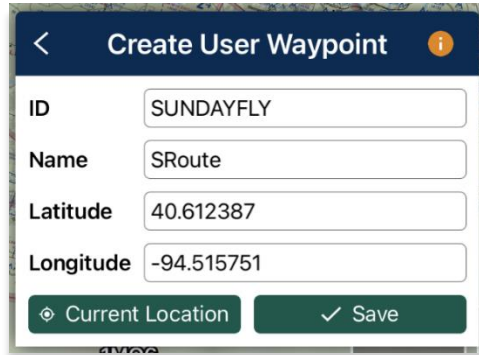 Create User Waypoint
ID SUNDAYFLY
Name SRoute
Latitude 40.612387
Longitude -94.515751
Current Location Save